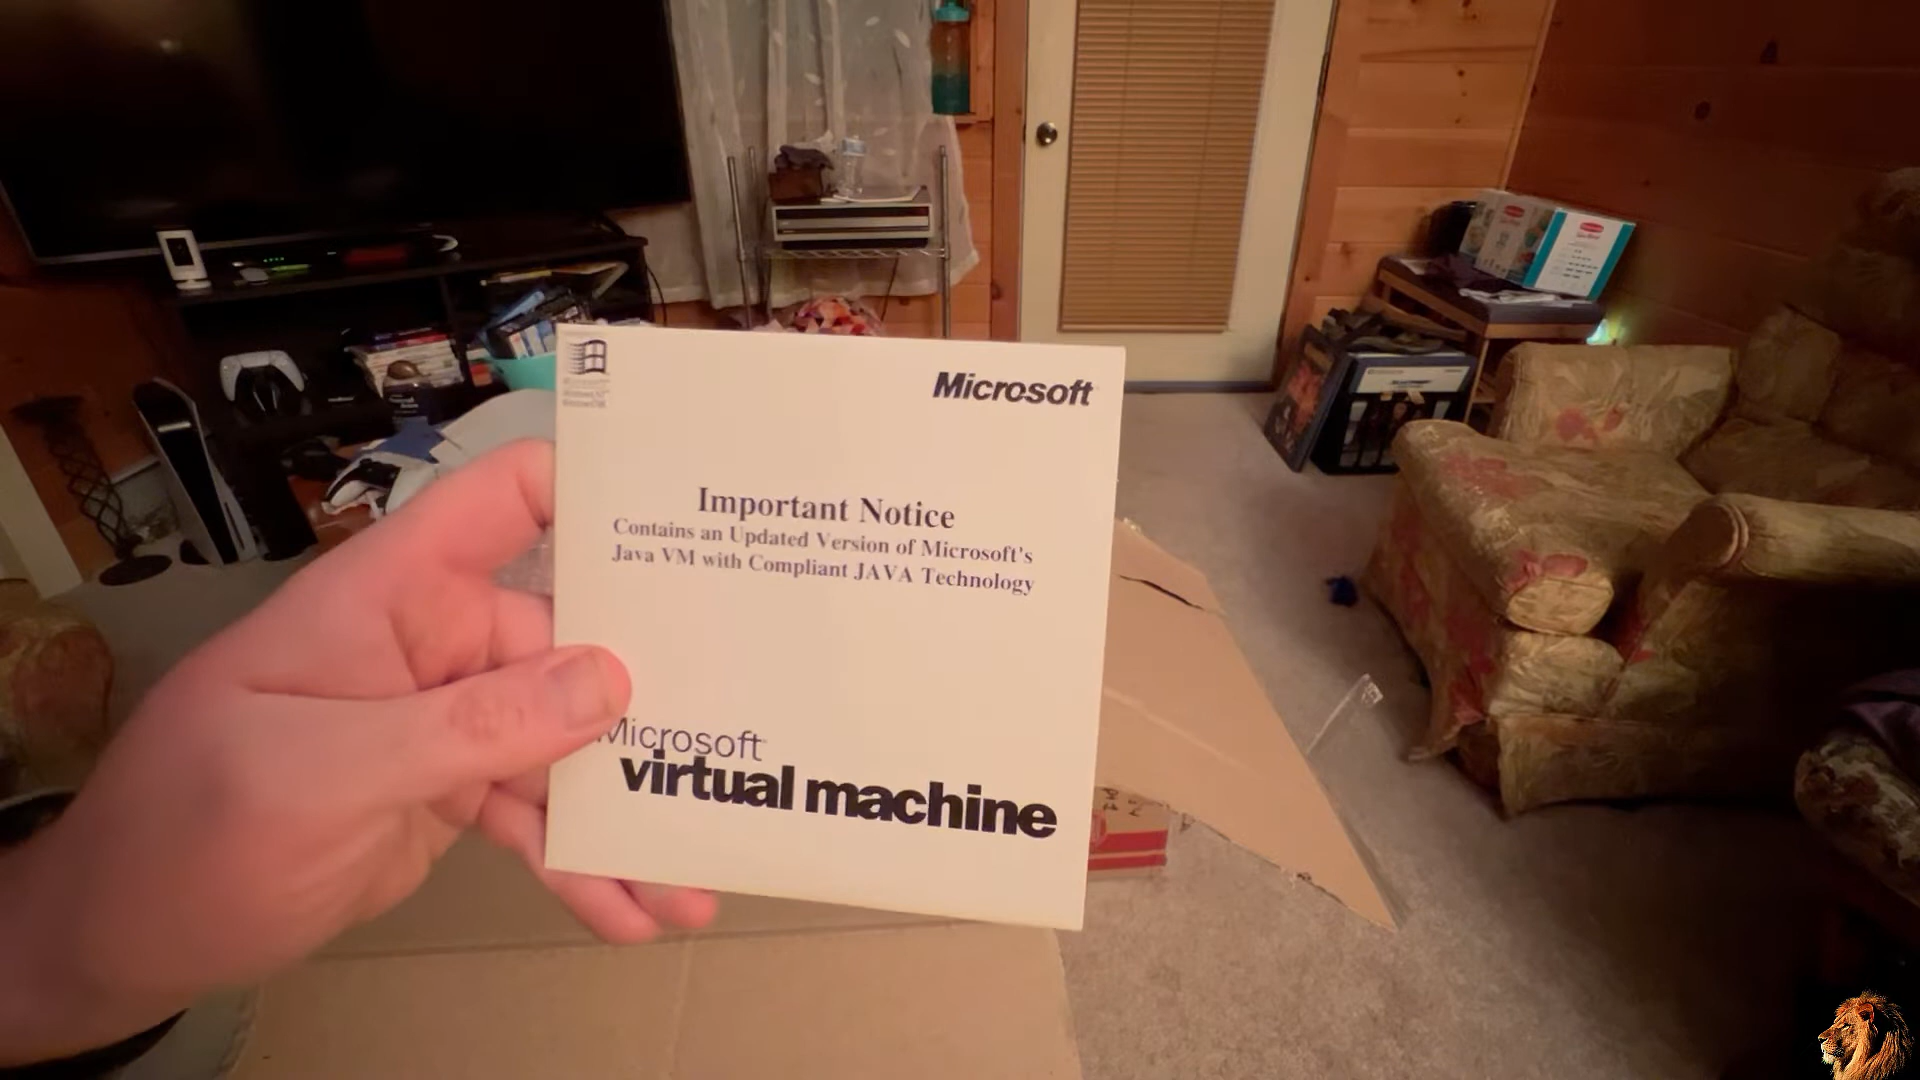 Microsoft
Important Notice
Contains an Updated Version of Microsoft's
Java VM with Compliant JAVA Technology
Microsoft
virtual machine